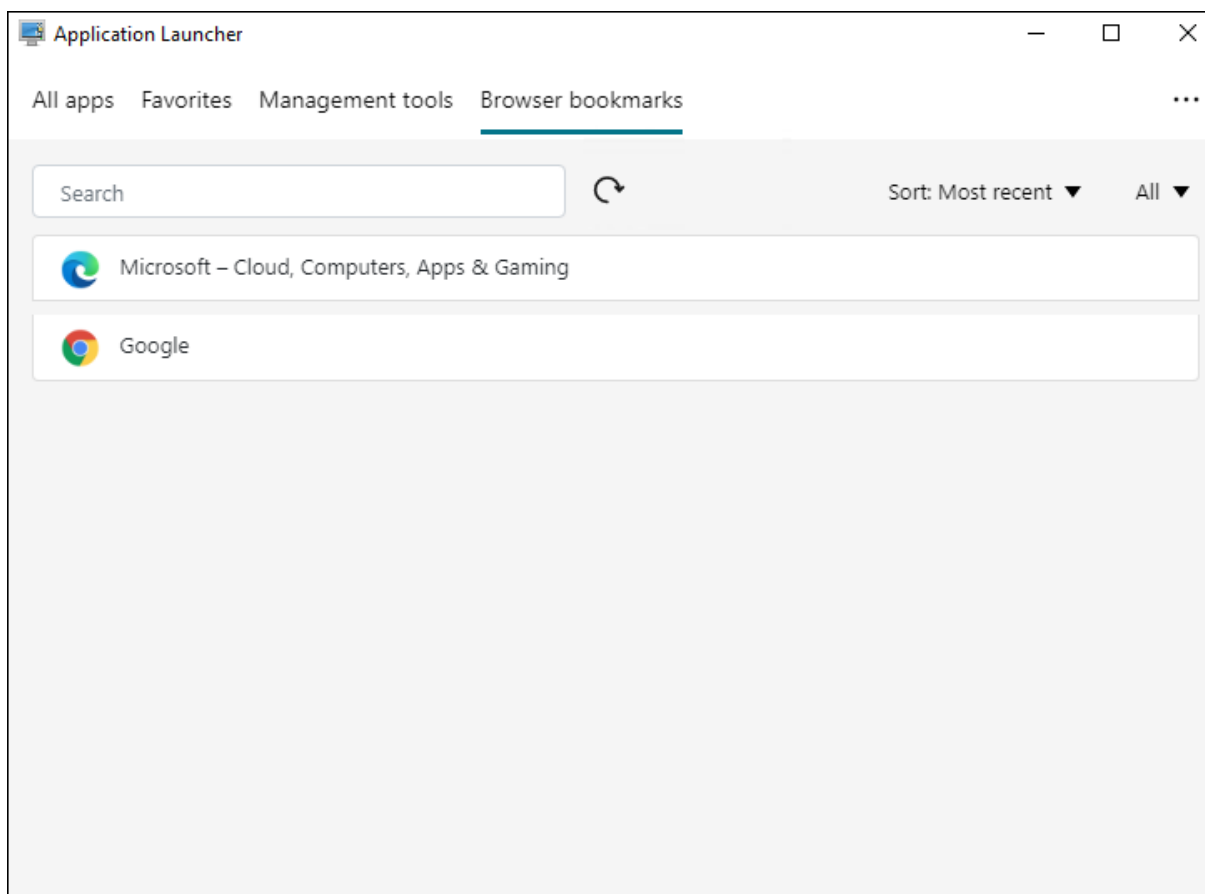 Application Launcher
All apps Favorites Management tools Browser bookmarks
Search Sort: Most recent All
Microsoft – Cloud, Computers, Apps & Gaming
Google